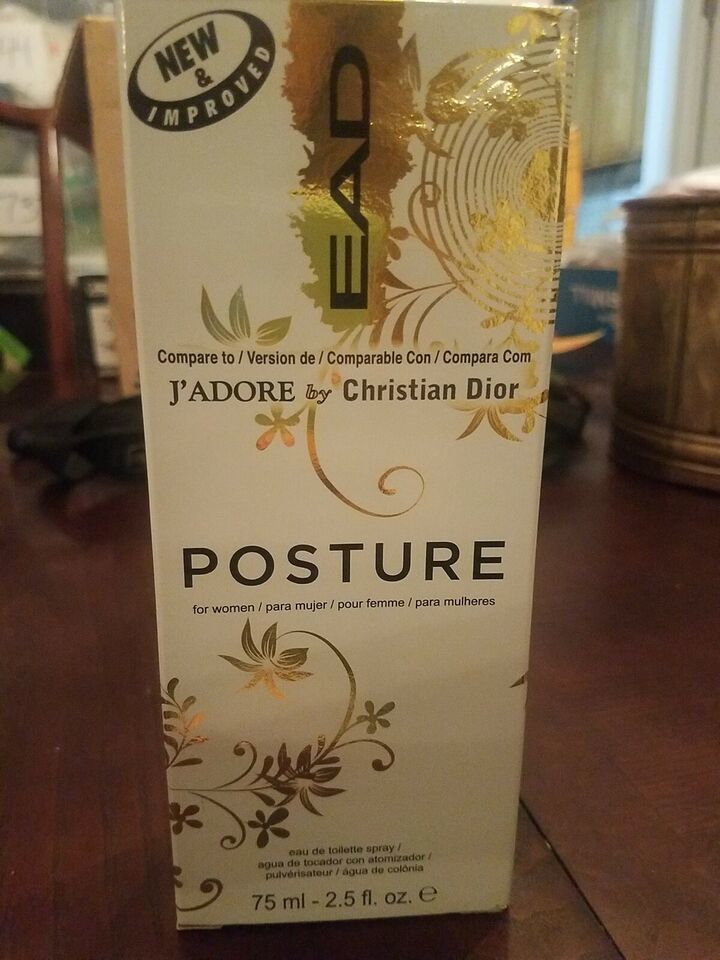 NEW
&
IMPROVED
EAD
Compare to / Version de / Comparable Con / Compara Com
J'ADORE by Christian Dior
POSTURE
for women / para mujer / pour femme / para mulheres
eau de toilette spray /
agua de tocador con atomizador /
pulvérisateur / água de colônia
75 ml - 2.5 fl. oz. ℮